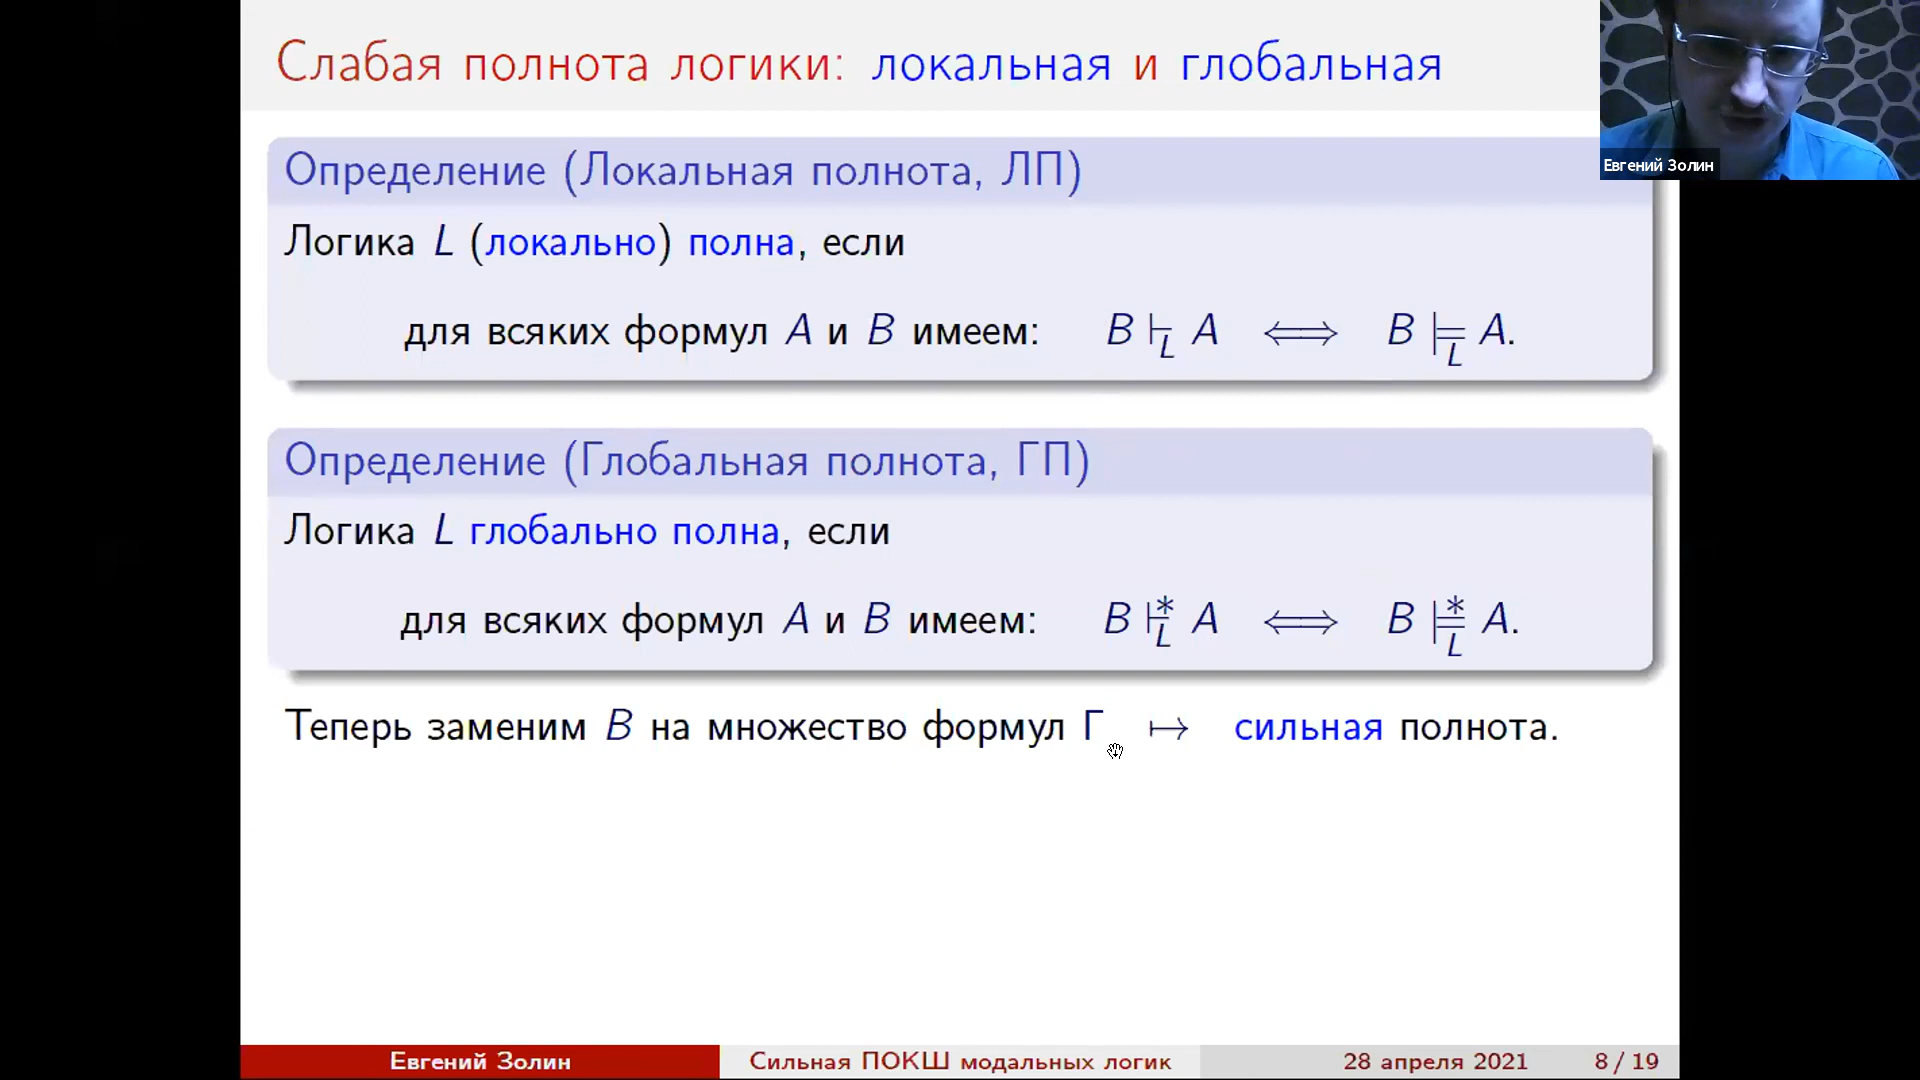 Слабая полнота логики: локальная и глобальная
Евгений Золин
Определение (Локальная полнота, ЛП)
Логика L (локально) полна, если
для всяких формул A и B имеем: B ⊢_L A ⟺ B ⊨_L A.
Определение (Глобальная полнота, ГП)
Логика L глобально полна, если
для всяких формул A и B имеем: B ⊢*_L A ⟺ B ⊨*_L A.
Теперь заменим B на множество формул Γ ↦ сильная полнота.
Евгений Золин Сильная ПОКШ модальных логик 28 апреля 2021 8 / 19